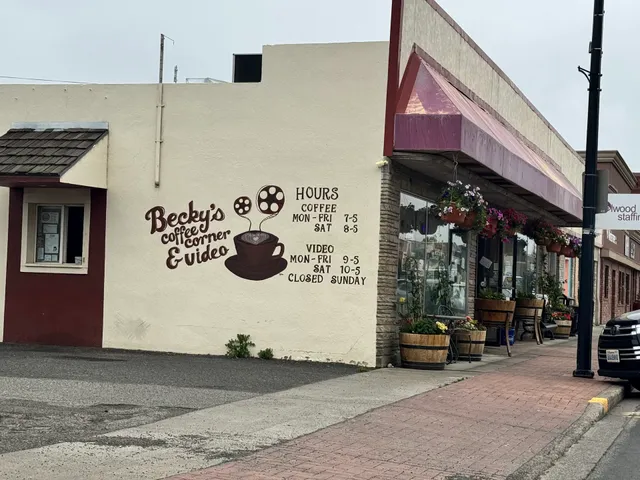 Becky's
coffee
corner
& video
HOURS
COFFEE
MON - FRI 7-5
SAT 8-5
VIDEO
MON - FRI 9-5
SAT 10-5
CLOSED SUNDAY